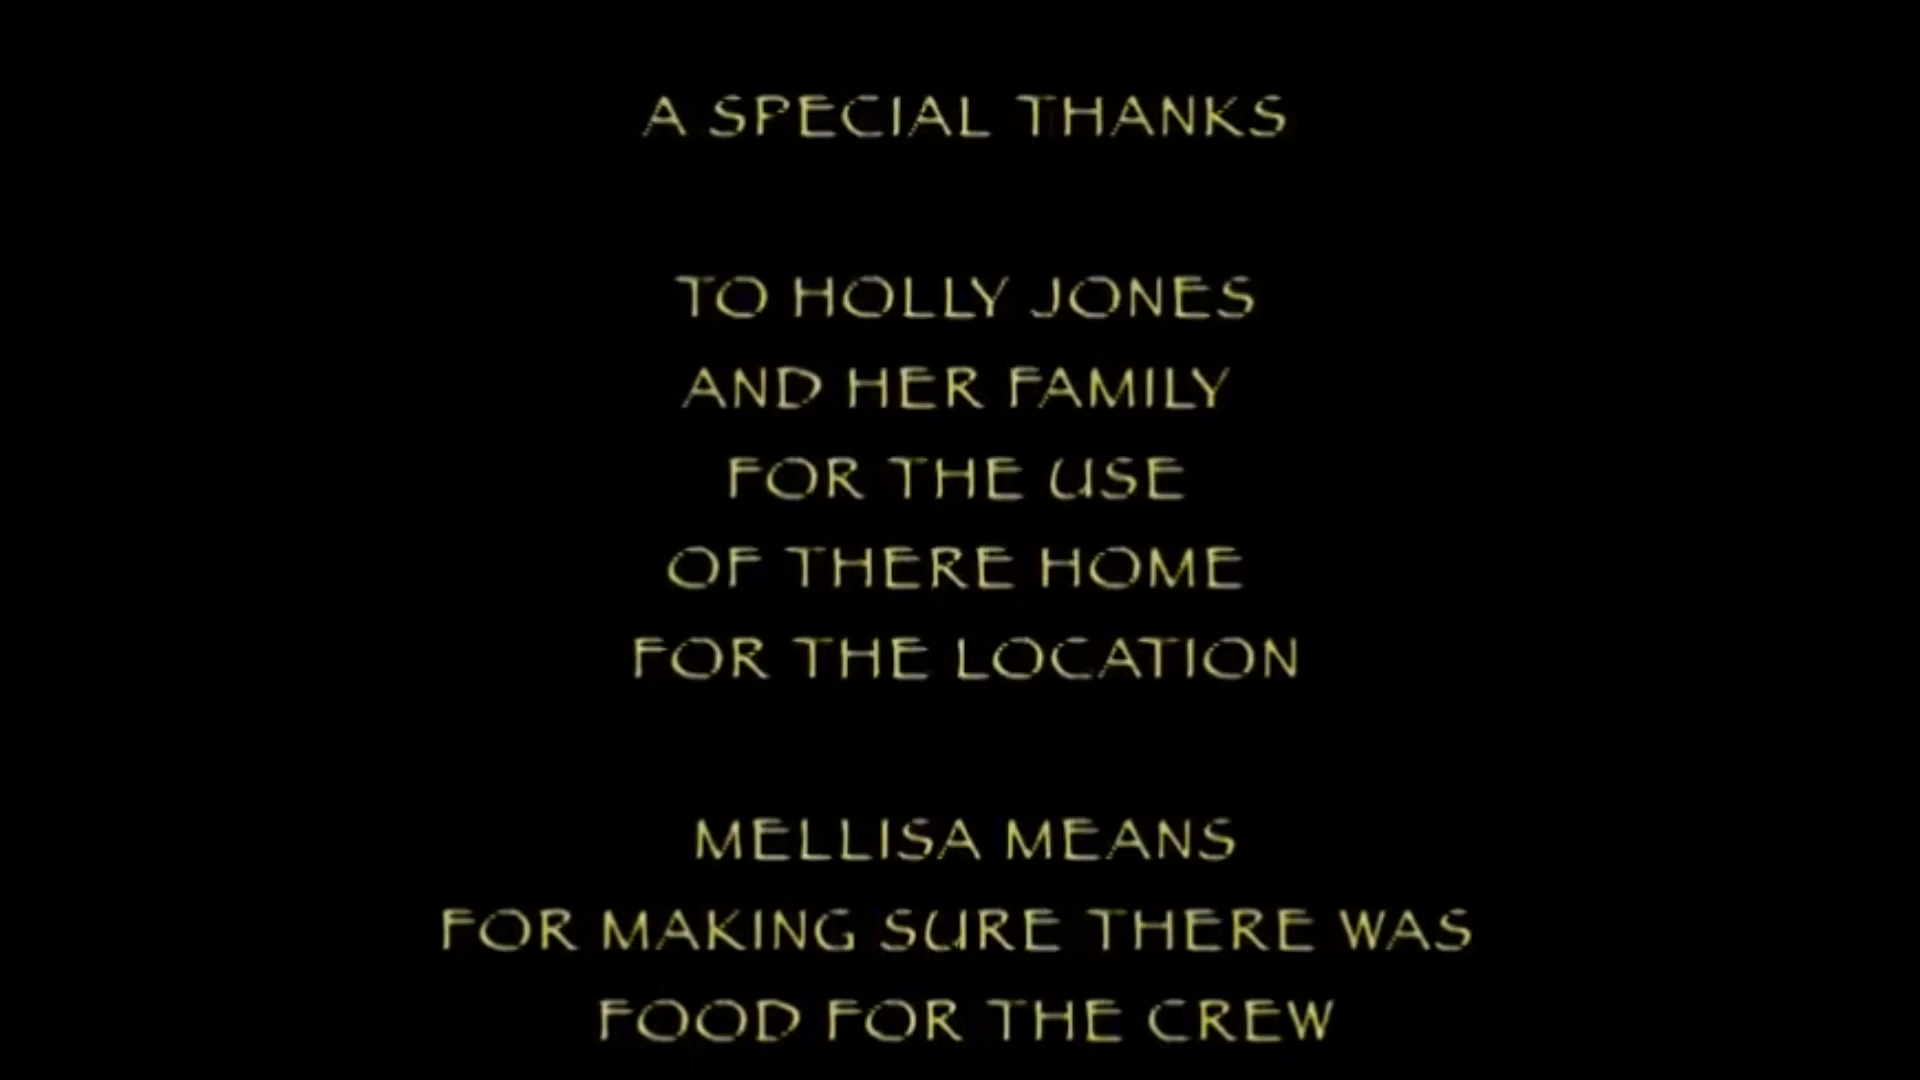 A SPECIAL THANKS
TO HOLLY JONES
AND HER FAMILY
FOR THE USE
OF THERE HOME
FOR THE LOCATION
MELLISA MEANS
FOR MAKING SURE THERE WAS
FOOD FOR THE CREW